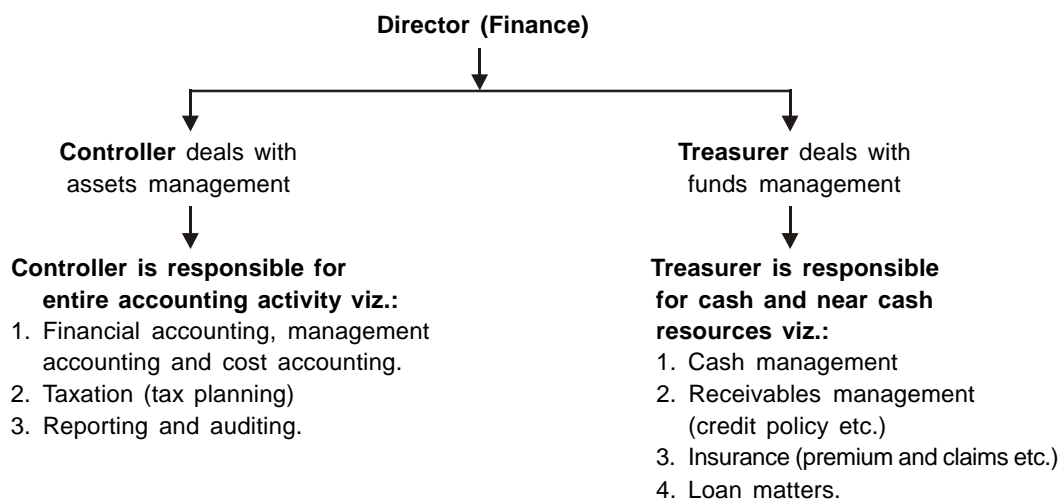 Director (Finance)
Controller deals with
assets management
Treasurer deals with
funds management
Controller is responsible for
entire accounting activity viz.:
1. Financial accounting, management
accounting and cost accounting.
2. Taxation (tax planning)
3. Reporting and auditing.
Treasurer is responsible
for cash and near cash
resources viz.:
1. Cash management
2. Receivables management
(credit policy etc.)
3. Insurance (premium and claims etc.)
4. Loan matters.